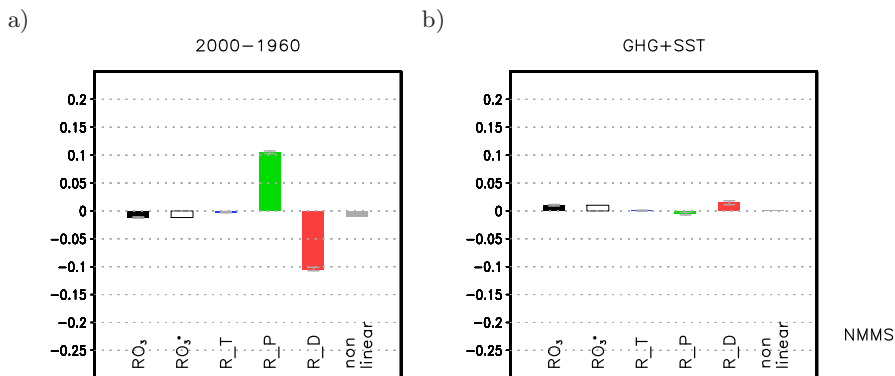 a)
2000−1960
0.2
0.15
0.1
0.05
0
−0.05
−0.1
−0.15
−0.2
−0.25
RO₃
RO₃*
R_T
R_P
R_D
non
linear
b)
GHG+SST
0.2
0.15
0.1
0.05
0
−0.05
−0.1
−0.15
−0.2
−0.25
RO₃
RO₃*
R_T
R_P
R_D
non
linear
NMMS